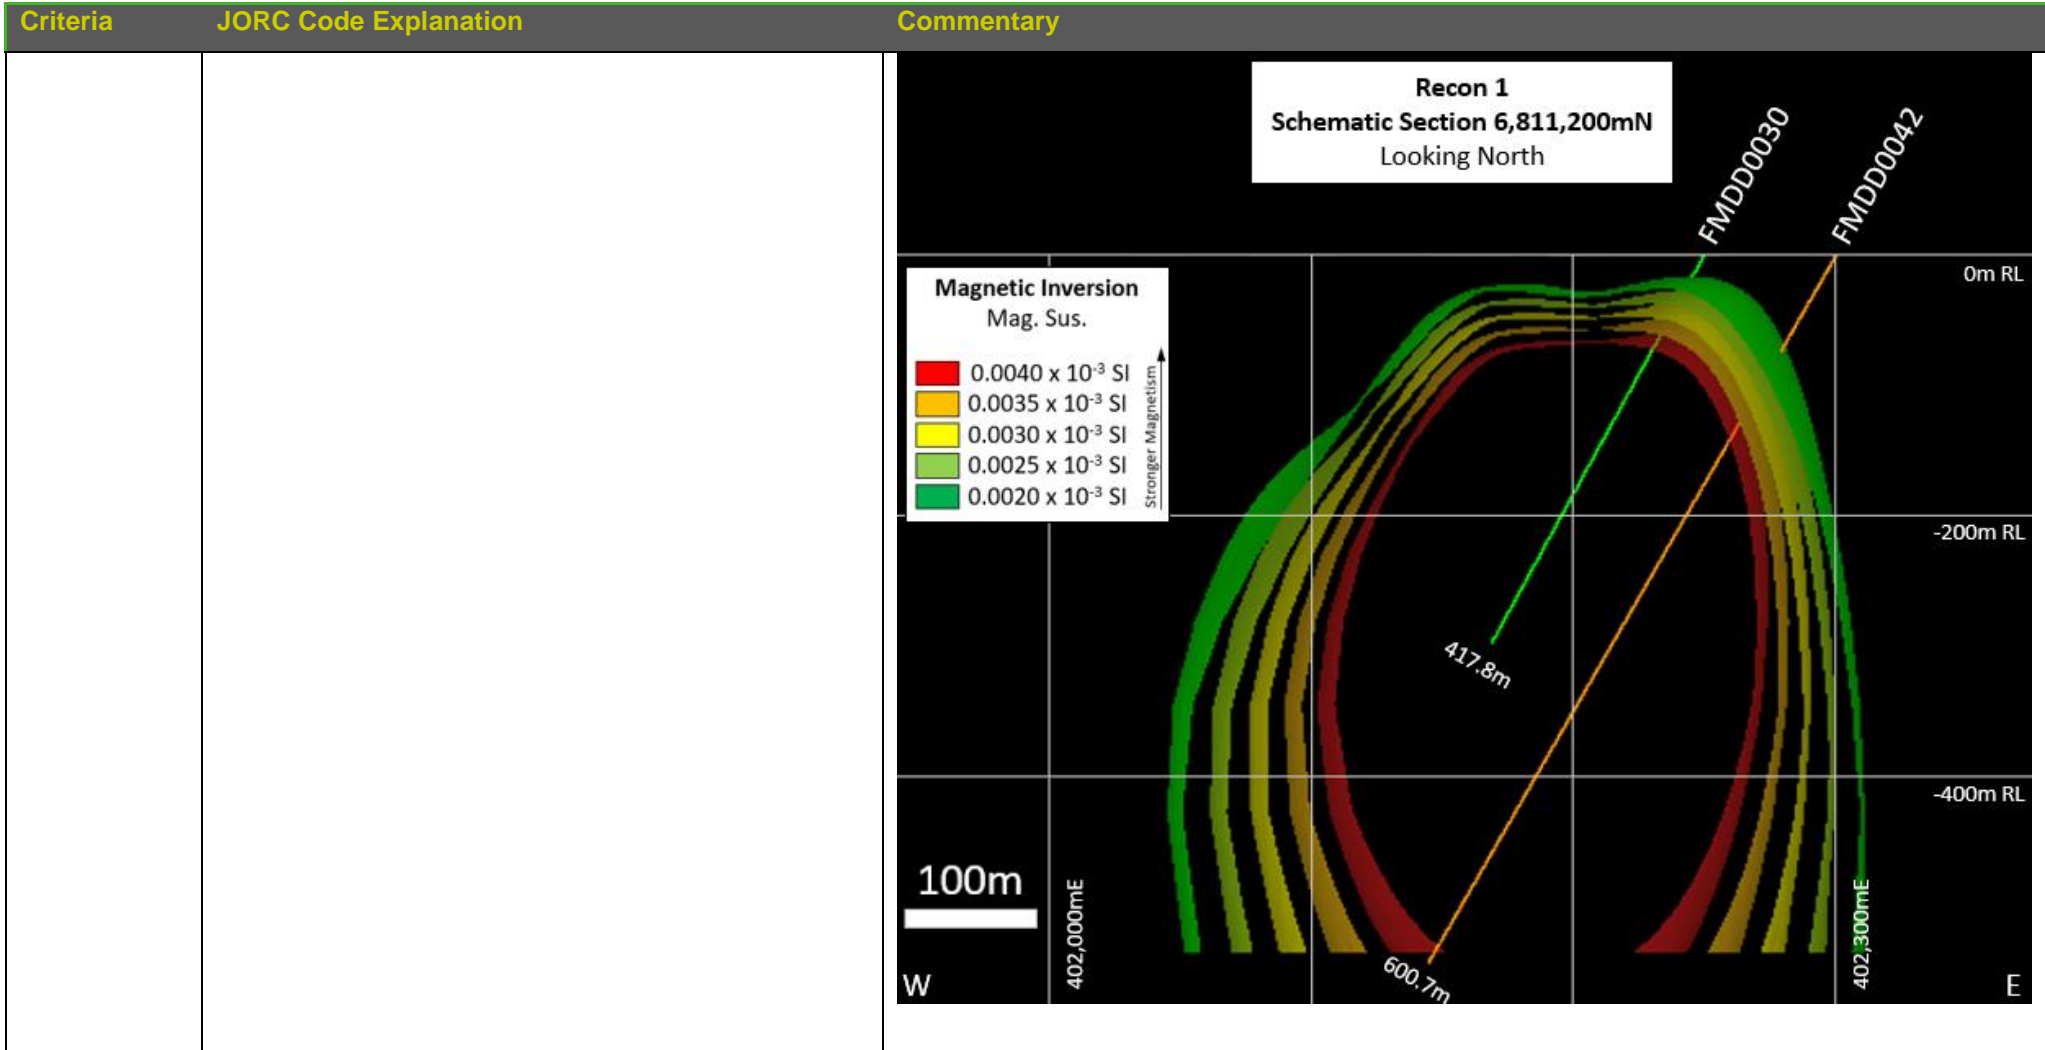 Criteria
JORC Code Explanation
Commentary
Recon 1
Schematic Section 6,811,200mN
Looking North
FMDD0030
FMDD0042
0m RL
Magnetic Inversion
Mag. Sus.
0.0040 x 10⁻³ SI
0.0035 x 10⁻³ SI
0.0030 x 10⁻³ SI
0.0025 x 10⁻³ SI
0.0020 x 10⁻³ SI
Stronger Magnetism
-200m RL
417.8m
-400m RL
100m
402,000mE
402,300mE
600.7m
W
E